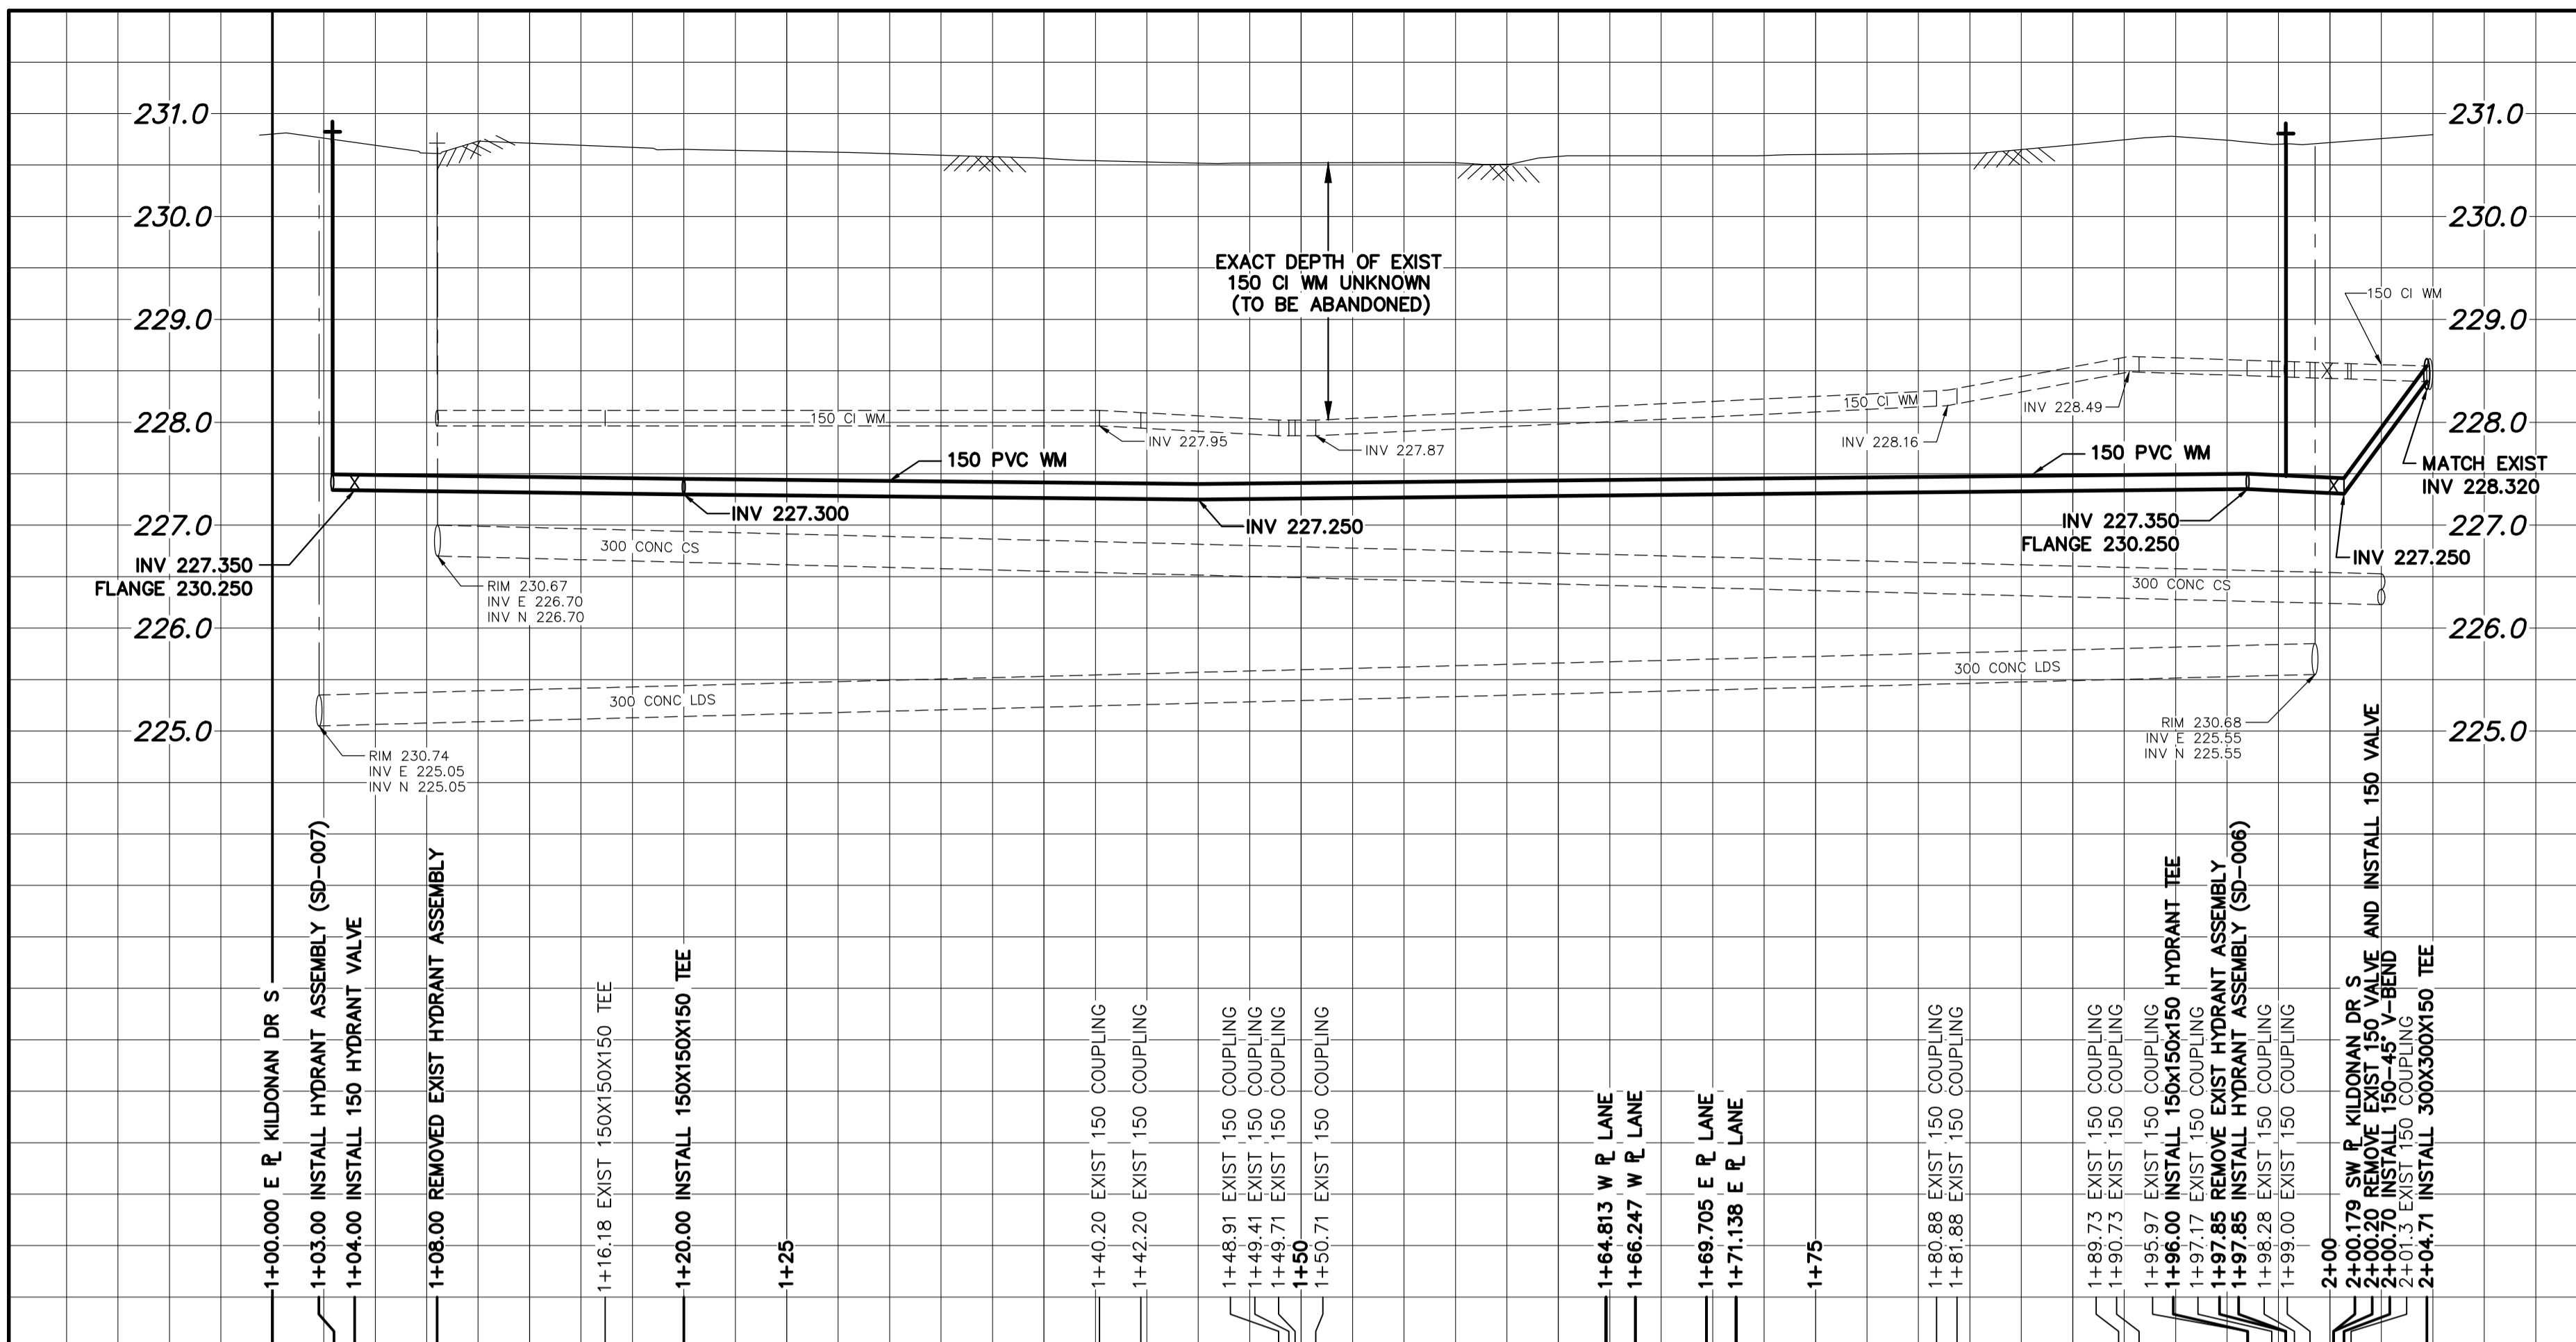 231.0
231.0
230.0
230.0
EXACT DEPTH OF EXIST
150 CI WM UNKNOWN
(TO BE ABANDONED)
229.0
229.0
150 CI WM
228.0
228.0
150 CI WM
INV 227.95
INV 227.87
150 CI WM
INV 228.16
INV 228.49
150 PVC WM
150 PVC WM
MATCH EXIST
INV 228.320
INV 227.300
INV 227.250
INV 227.350
FLANGE 230.250
INV 227.250
227.0
227.0
INV 227.350
FLANGE 230.250
300 CONC CS
RIM 230.67
INV E 226.70
INV N 226.70
300 CONC CS
226.0
226.0
300 CONC LDS
300 CONC LDS
225.0
225.0
RIM 230.74
INV E 225.05
INV N 225.05
RIM 230.68
INV E 225.55
INV N 225.55
1+00.000 E PL KILDONAN DR S
1+03.00 INSTALL HYDRANT ASSEMBLY (SD-007)
1+04.00 INSTALL 150 HYDRANT VALVE
1+08.00 REMOVED EXIST HYDRANT ASSEMBLY
1+16.18 EXIST 150X150X150 TEE
1+20.00 INSTALL 150X150X150 TEE
1+25
1+40.20 EXIST 150 COUPLING
1+42.20 EXIST 150 COUPLING
1+48.91 EXIST 150 COUPLING
1+49.41 EXIST 150 COUPLING
1+49.71 EXIST 150 COUPLING
1+50
1+50.71 EXIST 150 COUPLING
1+64.813 W PL LANE
1+66.247 W PL LANE
1+69.705 E PL LANE
1+71.138 E PL LANE
1+75
1+80.88 EXIST 150 COUPLING
1+81.88 EXIST 150 COUPLING
1+89.73 EXIST 150 COUPLING
1+90.73 EXIST 150 COUPLING
1+95.97 EXIST 150 COUPLING
1+96.00 INSTALL 150x150x150 HYDRANT TEE
1+97.17 EXIST 150 COUPLING
1+97.85 REMOVE EXIST HYDRANT ASSEMBLY
1+97.85 INSTALL HYDRANT ASSEMBLY (SD-006)
1+98.28 EXIST 150 COUPLING
1+99.00 EXIST 150 COUPLING
2+00
2+00.179 SW PL KILDONAN DR S
2+00.20 REMOVE EXIST 150 VALVE AND INSTALL 150 VALVE
2+00.70 INSTALL 150-45° V-BEND
2+01.3 EXIST 150 COUPLING
2+04.71 INSTALL 300X300X150 TEE